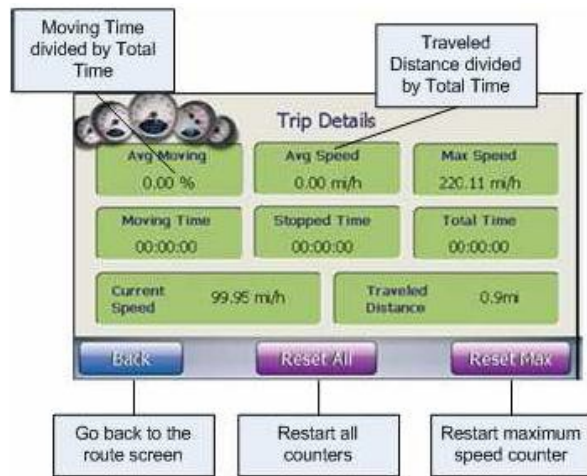 Moving Time
divided by Total
Time
Traveled
Distance divided
by Total Time
Trip Details
Avg Moving
0.00 %
Avg Speed
0.00 mi/h
Max Speed
220.11 mi/h
Moving Time
00:00:00
Stopped Time
00:00:00
Total Time
00:00:00
Current
Speed
99.95 mi/h
Traveled
Distance
0.9mi
Back
Reset All
Reset Max
Go back to the
route screen
Restart all
counters
Restart maximum
speed counter